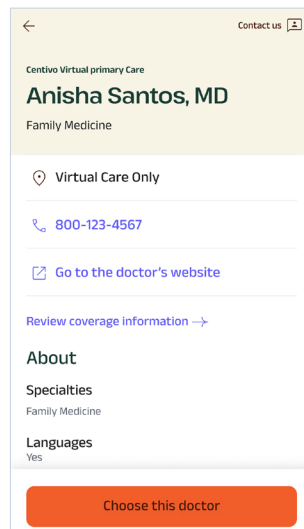 Contact us
Centivo Virtual primary Care
Anisha Santos, MD
Family Medicine
Virtual Care Only
800-123-4567
Go to the doctor's website
Review coverage information
About
Specialties
Family Medicine
Languages
Yes
Choose this doctor